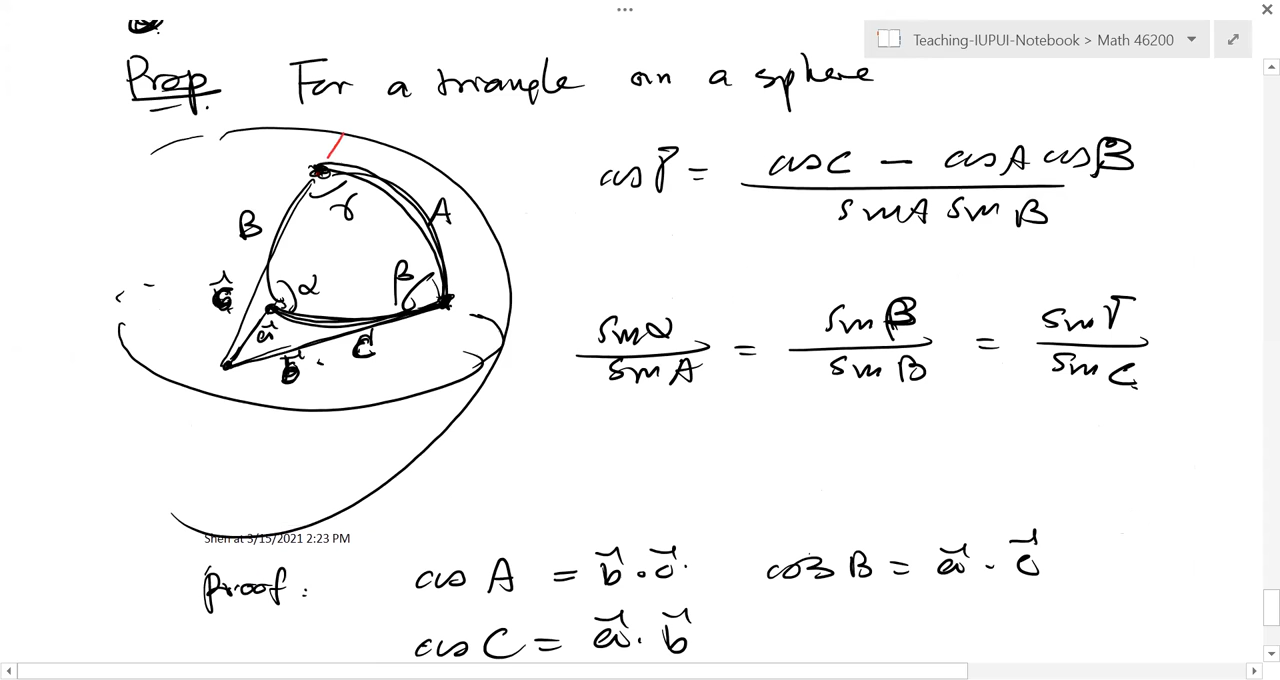 Teaching-IUPUI-Notebook > Math 46200
Prop. For a triangle on a sphere
cos γ = (cos C − cos A cos B) / (sin A sin B)
B γ A
c⃗ α β
a⃗ b⃗ C
sin α / sin A = sin β / sin B = sin γ / sin C
Shen at 3/15/2021 2:23 PM
Proof: cos A = b⃗ · c⃗ cos B = a⃗ · c⃗
cos C = a⃗ · b⃗